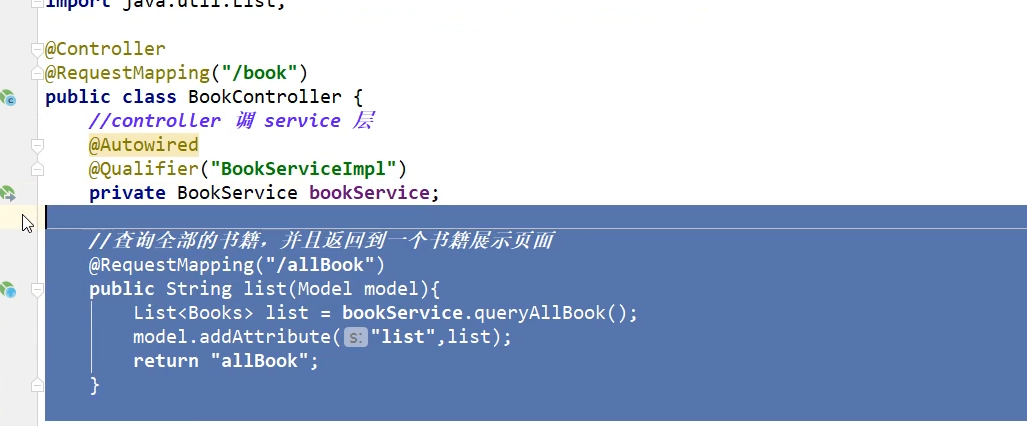 import java.util.List;
@Controller
@RequestMapping("/book")
public class BookController {
//controller 调 service 层
@Autowired
@Qualifier("BookServiceImpl")
private BookService bookService;
//查询全部的书籍，并且返回到一个书籍展示页面
@RequestMapping("/allBook")
public String list(Model model){
List<Books> list = bookService.queryAllBook();
model.addAttribute( s: "list",list);
return "allBook";
}